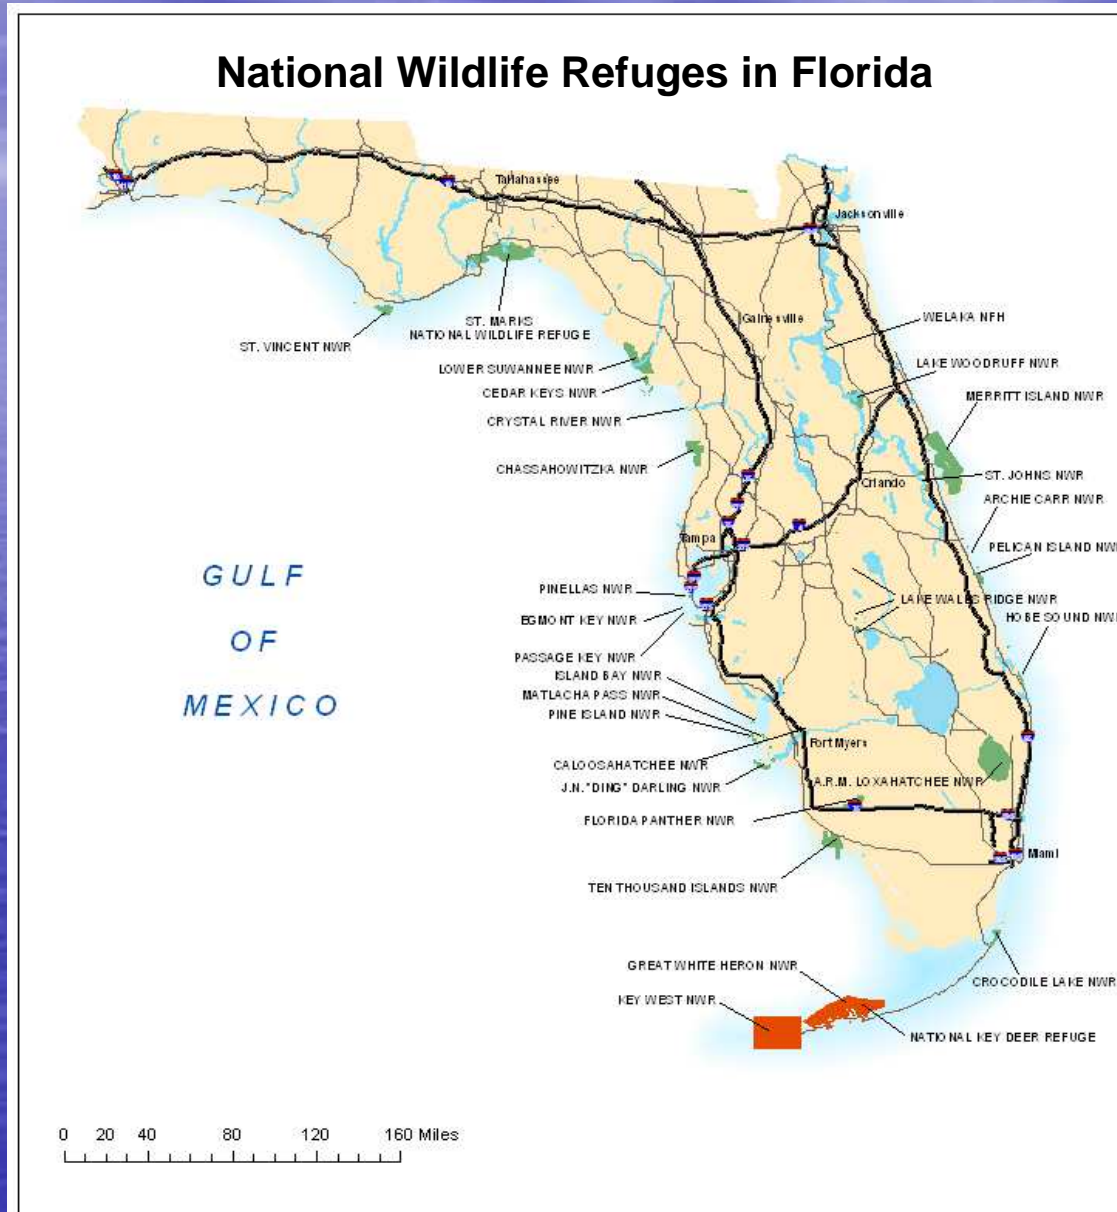 National Wildlife Refuges in Florida
Tallahassee
Jacksonville
ST. MARKS
NATIONAL WILDLIFE REFUGE
Gainesville
WELAKA NFH
ST. VINCENT NWR
LOWER SUWANNEE NWR
LAKE WOODRUFF NWR
CEDAR KEYS NWR
MERRITT ISLAND NWR
CRYSTAL RIVER NWR
CHASSAHOWITZKA NWR
ST. JOHNS NWR
Orlando
ARCHIE CARR NWR
Tampa
PELICAN ISLAND NW
GULF
OF
MEXICO
PINELLAS NWR
LAKE WALES RIDGE NWR
EGMONT KEY NWR
HOBE SOUND NW
PASSAGE KEY NWR
ISLAND BAY NWR
MATLACHA PASS NWR
PINE ISLAND NWR
Fort Myers
CALOOSAHATCHEE NWR
A.R.M. LOXAHATCHEE NWR
J.N. "DING" DARLING NWR
FLORIDA PANTHER NWR
Miami
TEN THOUSAND ISLANDS NWR
GREAT WHITE HERON NWR
CROCODILE LAKE NWR
KEY WEST NWR
NATIONAL KEY DEER REFUGE
0 20 40 80 120 160 Miles